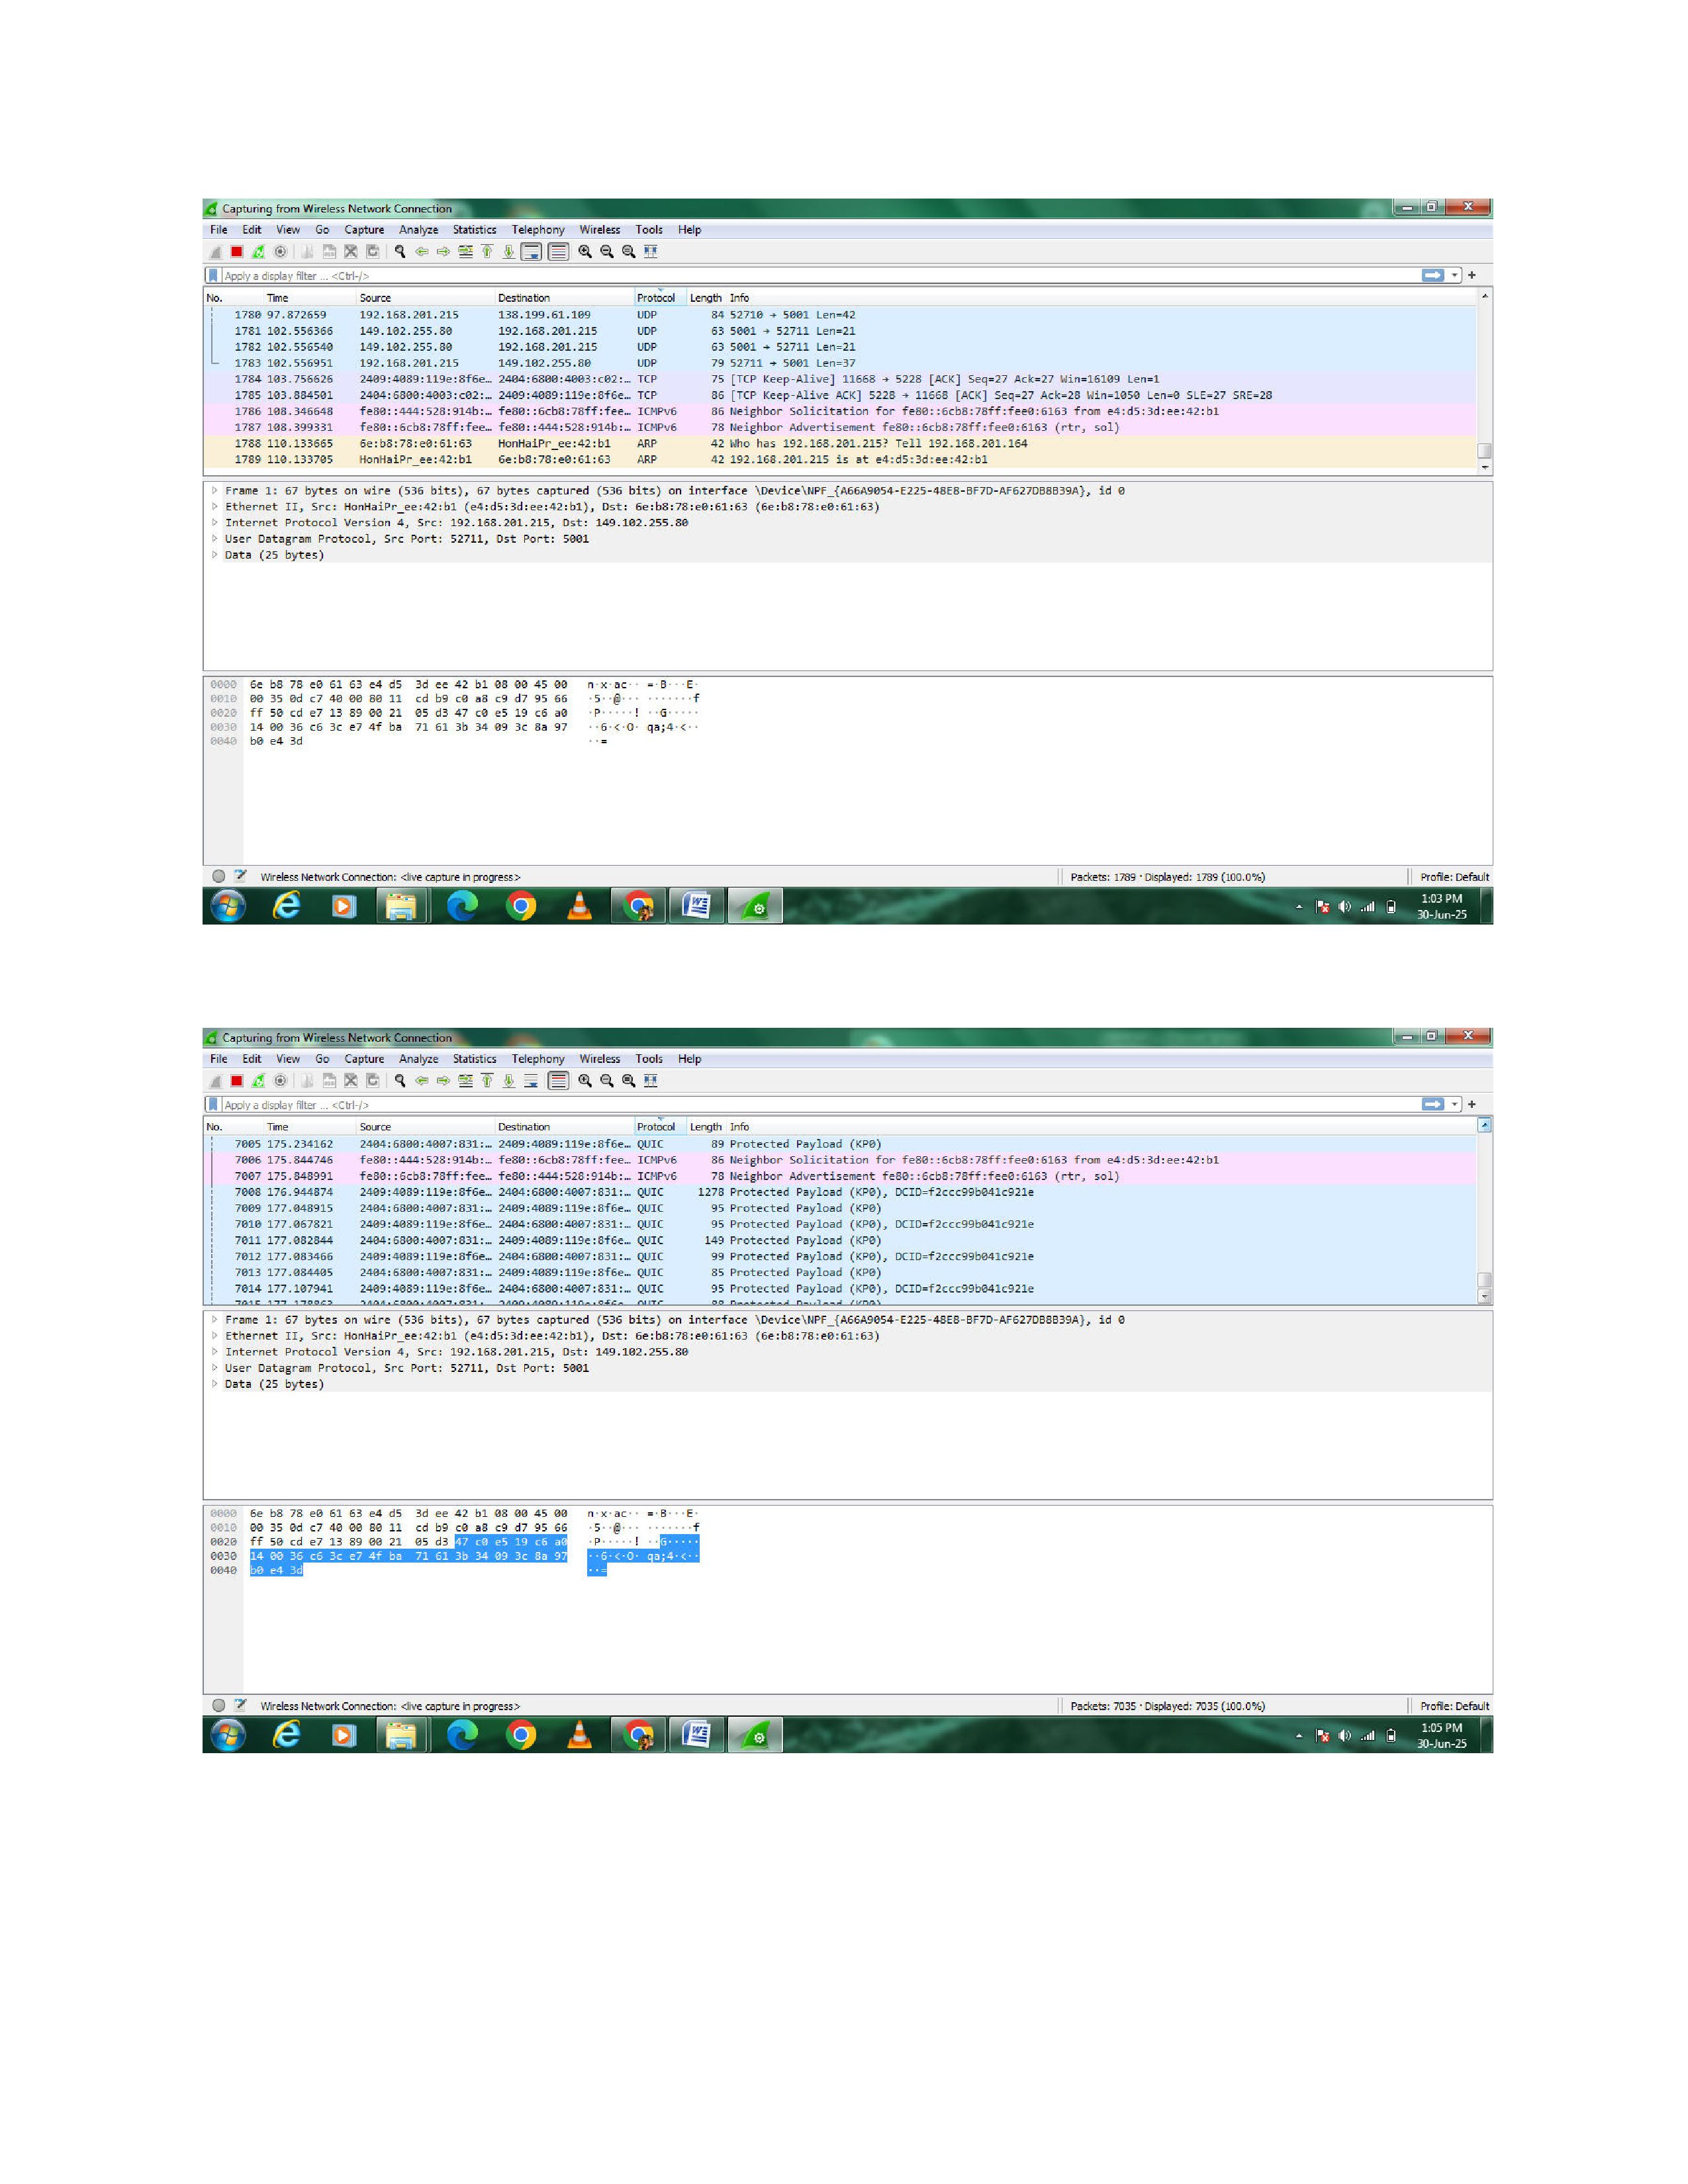 Capturing from Wireless Network Connection
File Edit View Go Capture Analyze Statistics Telephony Wireless Tools Help
Apply a display filter ... <Ctrl-/>
No. Time Source Destination Protocol Length Info
1780 97.872659 192.168.201.215 138.199.61.109 UDP 84 52710 → 5001 Len=42
1781 102.556366 149.102.255.80 192.168.201.215 UDP 63 5001 → 52711 Len=21
1782 102.556540 149.102.255.80 192.168.201.215 UDP 63 5001 → 52711 Len=21
1783 102.556951 192.168.201.215 149.102.255.80 UDP 79 52711 → 5001 Len=37
1784 103.756626 2409:4089:119e:8f6e… 2404:6800:4003:c02:… TCP 75 [TCP Keep-Alive] 11668 → 5228 [ACK] Seq=27 Ack=27 Win=16109 Len=1
1785 103.884501 2404:6800:4003:c02:… 2409:4089:119e:8f6e… TCP 86 [TCP Keep-Alive ACK] 5228 → 11668 [ACK] Seq=27 Ack=28 Win=1050 Len=0 SLE=27 SRE=28
1786 108.346648 fe80::444:528:914b:… fe80::6cb8:78ff:fee… ICMPv6 86 Neighbor Solicitation for fe80::6cb8:78ff:fee0:6163 from e4:d5:3d:ee:42:b1
1787 108.399331 fe80::6cb8:78ff:fee… fe80::444:528:914b:… ICMPv6 78 Neighbor Advertisement fe80::6cb8:78ff:fee0:6163 (rtr, sol)
1788 110.133665 6e:b8:78:e0:61:63 HonHaiPr_ee:42:b1 ARP 42 Who has 192.168.201.215? Tell 192.168.201.164
1789 110.133705 HonHaiPr_ee:42:b1 6e:b8:78:e0:61:63 ARP 42 192.168.201.215 is at e4:d5:3d:ee:42:b1
Frame 1: 67 bytes on wire (536 bits), 67 bytes captured (536 bits) on interface \Device\NPF_{A66A9054-E225-48E8-BF7D-AF627DB8B39A}, id 0
Ethernet II, Src: HonHaiPr_ee:42:b1 (e4:d5:3d:ee:42:b1), Dst: 6e:b8:78:e0:61:63 (6e:b8:78:e0:61:63)
Internet Protocol Version 4, Src: 192.168.201.215, Dst: 149.102.255.80
User Datagram Protocol, Src Port: 52711, Dst Port: 5001
Data (25 bytes)
0000 6e b8 78 e0 61 63 e4 d5 3d ee 42 b1 08 00 45 00 n·x·ac·· =·B···E·
0010 00 35 0d c7 40 00 80 11 cd b9 c0 a8 c9 d7 95 66 ·5··@··· ·······f
0020 ff 50 cd e7 13 89 00 21 05 d3 47 c0 e5 19 c6 a0 ·P·····! ··G·····
0030 14 00 36 c6 3c e7 4f ba 71 61 3b 34 09 3c 8a 97 ··6·<·O· qa;4·<··
0040 b0 e4 3d ··=
Wireless Network Connection: <live capture in progress> Packets: 1789 · Displayed: 1789 (100.0%) Profile: Default
1:03 PM
30-Jun-25
Capturing from Wireless Network Connection
File Edit View Go Capture Analyze Statistics Telephony Wireless Tools Help
Apply a display filter ... <Ctrl-/>
No. Time Source Destination Protocol Length Info
7005 175.234162 2404:6800:4007:831:… 2409:4089:119e:8f6e… QUIC 89 Protected Payload (KP0)
7006 175.844746 fe80::444:528:914b:… fe80::6cb8:78ff:fee… ICMPv6 86 Neighbor Solicitation for fe80::6cb8:78ff:fee0:6163 from e4:d5:3d:ee:42:b1
7007 175.848991 fe80::6cb8:78ff:fee… fe80::444:528:914b:… ICMPv6 78 Neighbor Advertisement fe80::6cb8:78ff:fee0:6163 (rtr, sol)
7008 176.944874 2409:4089:119e:8f6e… 2404:6800:4007:831:… QUIC 1278 Protected Payload (KP0), DCID=f2ccc99b041c921e
7009 177.048915 2404:6800:4007:831:… 2409:4089:119e:8f6e… QUIC 95 Protected Payload (KP0)
7010 177.067821 2409:4089:119e:8f6e… 2404:6800:4007:831:… QUIC 95 Protected Payload (KP0), DCID=f2ccc99b041c921e
7011 177.082844 2404:6800:4007:831:… 2409:4089:119e:8f6e… QUIC 149 Protected Payload (KP0)
7012 177.083466 2409:4089:119e:8f6e… 2404:6800:4007:831:… QUIC 99 Protected Payload (KP0), DCID=f2ccc99b041c921e
7013 177.084405 2404:6800:4007:831:… 2409:4089:119e:8f6e… QUIC 85 Protected Payload (KP0)
7014 177.107941 2409:4089:119e:8f6e… 2404:6800:4007:831:… QUIC 95 Protected Payload (KP0), DCID=f2ccc99b041c921e
Frame 1: 67 bytes on wire (536 bits), 67 bytes captured (536 bits) on interface \Device\NPF_{A66A9054-E225-48E8-BF7D-AF627DB8B39A}, id 0
Ethernet II, Src: HonHaiPr_ee:42:b1 (e4:d5:3d:ee:42:b1), Dst: 6e:b8:78:e0:61:63 (6e:b8:78:e0:61:63)
Internet Protocol Version 4, Src: 192.168.201.215, Dst: 149.102.255.80
User Datagram Protocol, Src Port: 52711, Dst Port: 5001
Data (25 bytes)
0000 6e b8 78 e0 61 63 e4 d5 3d ee 42 b1 08 00 45 00 n·x·ac·· =·B···E·
0010 00 35 0d c7 40 00 80 11 cd b9 c0 a8 c9 d7 95 66 ·5··@··· ·······f
0020 ff 50 cd e7 13 89 00 21 05 d3 47 c0 e5 19 c6 a0 ·P·····! ··G·····
0030 14 00 36 c6 3c e7 4f ba 71 61 3b 34 09 3c 8a 97 ··6·<·O· qa;4·<··
0040 b0 e4 3d ··=
Wireless Network Connection: <live capture in progress> Packets: 7035 · Displayed: 7035 (100.0%) Profile: Default
1:05 PM
30-Jun-25